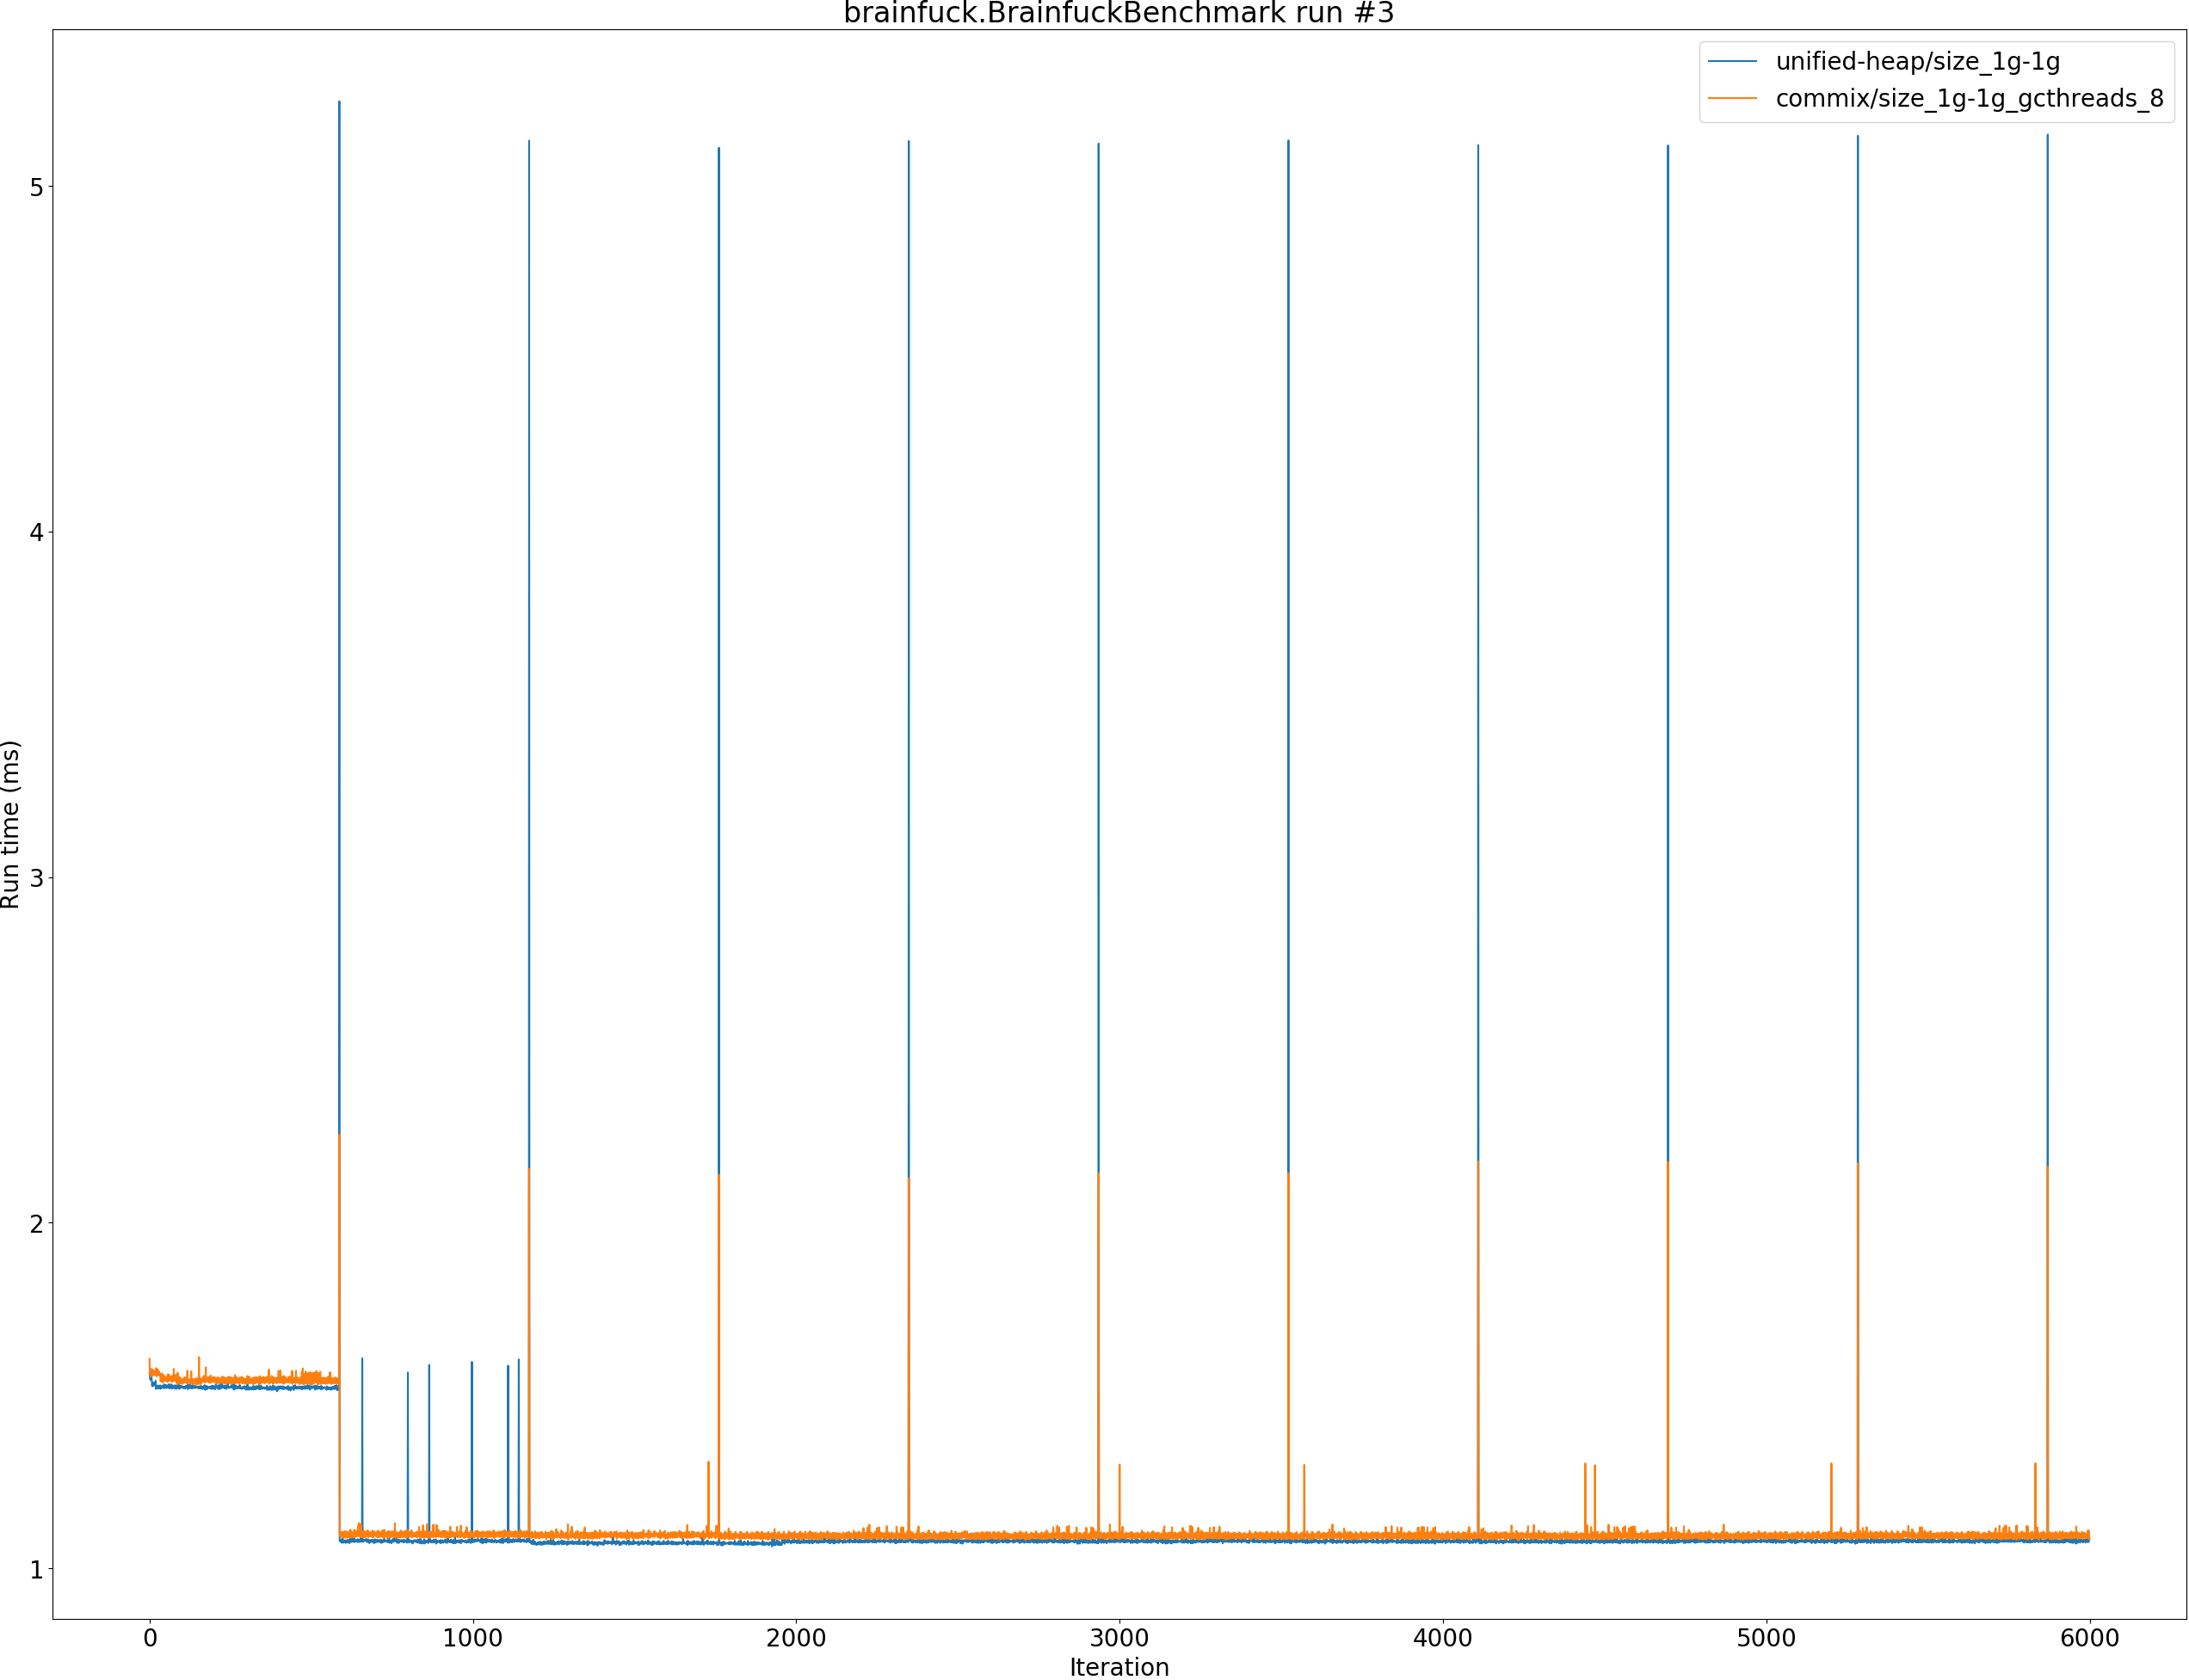 brainfuck.BrainfuckBenchmark run #3
unified-heap/size_1g-1g
commix/size_1g-1g_gcthreads_8
Run time (ms)
5
4
3
2
1
0 1000 2000 3000 4000 5000 6000
Iteration